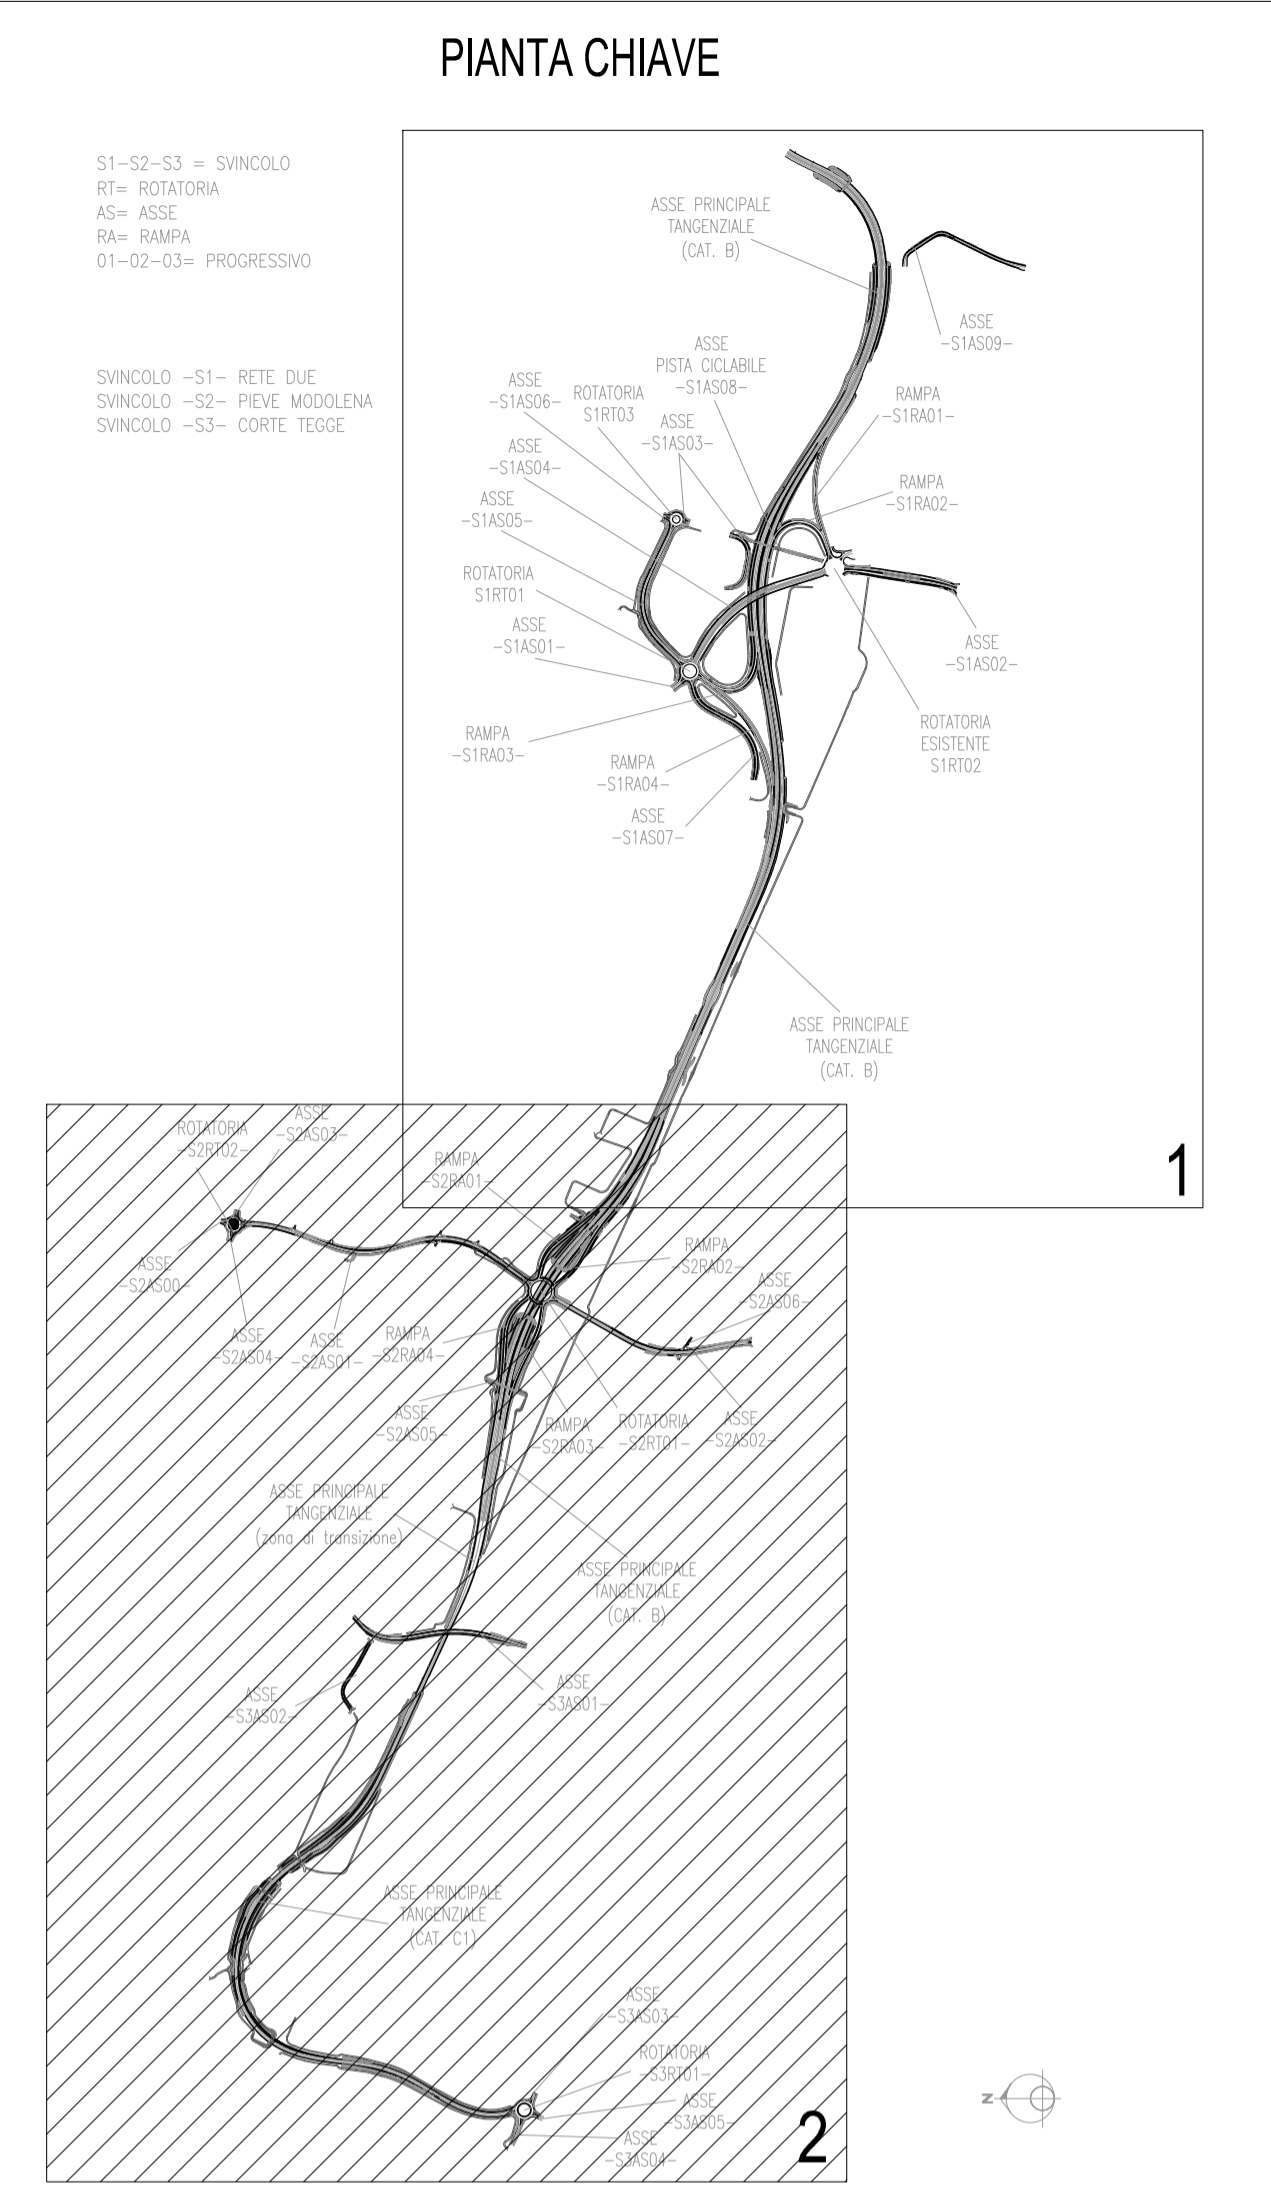 PIANTA CHIAVE
S1-S2-S3 = SVINCOLO
RT= ROTATORIA
AS= ASSE
RA= RAMPA
01-02-03= PROGRESSIVO
SVINCOLO -S1- RETE DUE
SVINCOLO -S2- PIEVE MODOLENA
SVINCOLO -S3- CORTE TEGGE
ASSE PRINCIPALE
TANGENZIALE
(CAT. B)
ASSE
-S1AS09-
ASSE
PISTA CICLABILE
-S1AS08-
ASSE
-S1AS06-
ROTATORIA
S1RT03
ASSE
-S1AS03-
RAMPA
-S1RA01-
ASSE
-S1AS04-
RAMPA
-S1RA02-
ASSE
-S1AS05-
ROTATORIA
S1RT01
ASSE
-S1AS01-
ASSE
-S1AS02-
RAMPA
-S1RA03-
ROTATORIA
ESISTENTE
S1RT02
RAMPA
-S1RA04-
ASSE
-S1AS07-
ASSE PRINCIPALE
TANGENZIALE
(CAT. B)
1
ROTATORIA
-S2RT02-
ASSE
-S2AS03-
RAMPA
-S2RA01-
RAMPA
-S2RA02-
ASSE
-S2AS00-
ASSE
-S2AS06-
ASSE
-S2AS04-
ASSE
-S2AS01-
RAMPA
-S2RA04-
ASSE
-S2AS05-
RAMPA
-S2RA03-
ROTATORIA
-S2RT01-
ASSE
-S2AS02-
ASSE PRINCIPALE
TANGENZIALE
(zona di transizione)
ASSE PRINCIPALE
TANGENZIALE
(CAT. B)
ASSE
-S3AS02-
ASSE
-S3AS01-
ASSE PRINCIPALE
TANGENZIALE
(CAT. C1)
ASSE
-S3AS03-
ROTATORIA
-S3RT01-
ASSE
-S3AS05-
ASSE
-S3AS04-
2
N